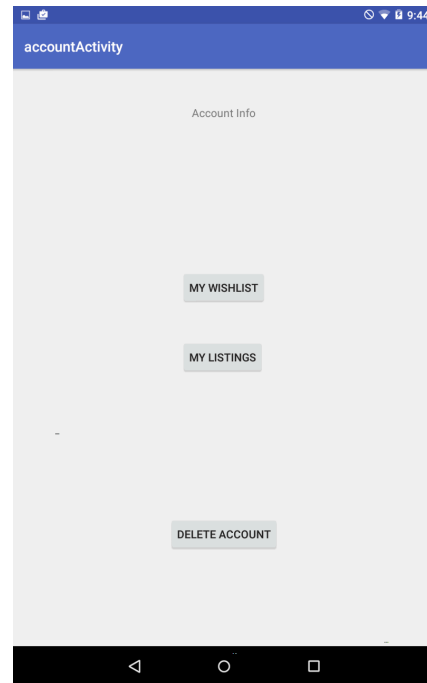 9:44
accountActivity
Account Info
MY WISHLIST
MY LISTINGS
DELETE ACCOUNT